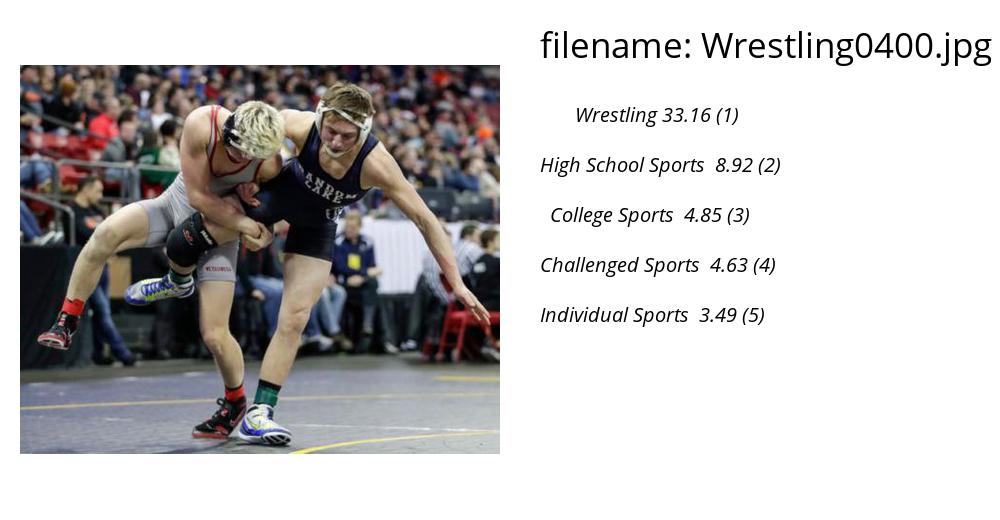 filename: Wrestling0400.jpg
Wrestling 33.16 (1)
High School Sports 8.92 (2)
College Sports 4.85 (3)
Challenged Sports 4.63 (4)
Individual Sports 3.49 (5)
LAKE